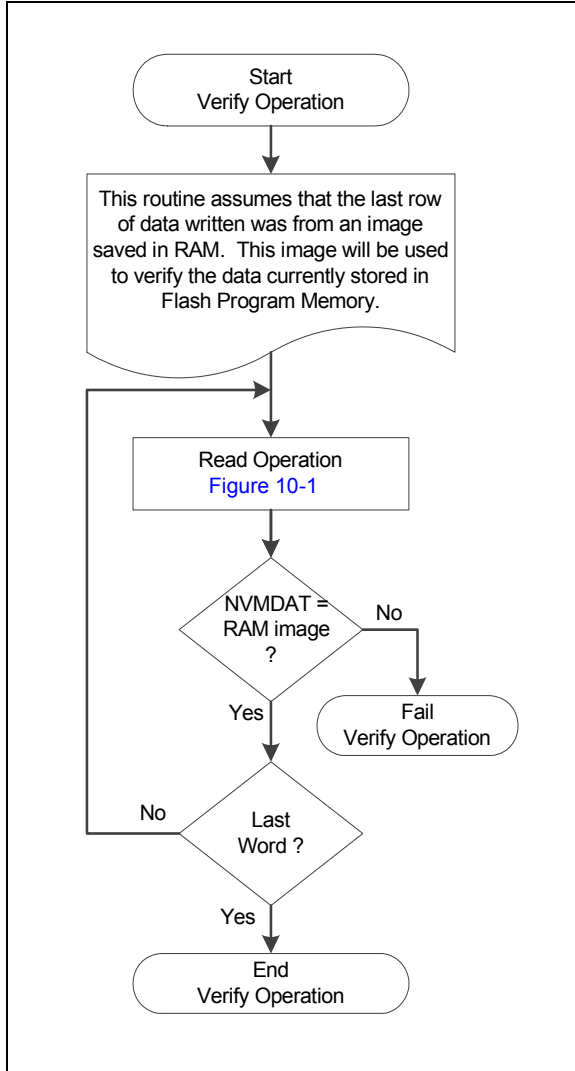 Start
Verify Operation
This routine assumes that the last row
of data written was from an image
saved in RAM.  This image will be used
to verify the data currently stored in
Flash Program Memory.
Read Operation
Figure 10-1
NVMDAT =
RAM image
?
No
Yes
Fail
Verify Operation
No
Last
Word ?
Yes
End
Verify Operation